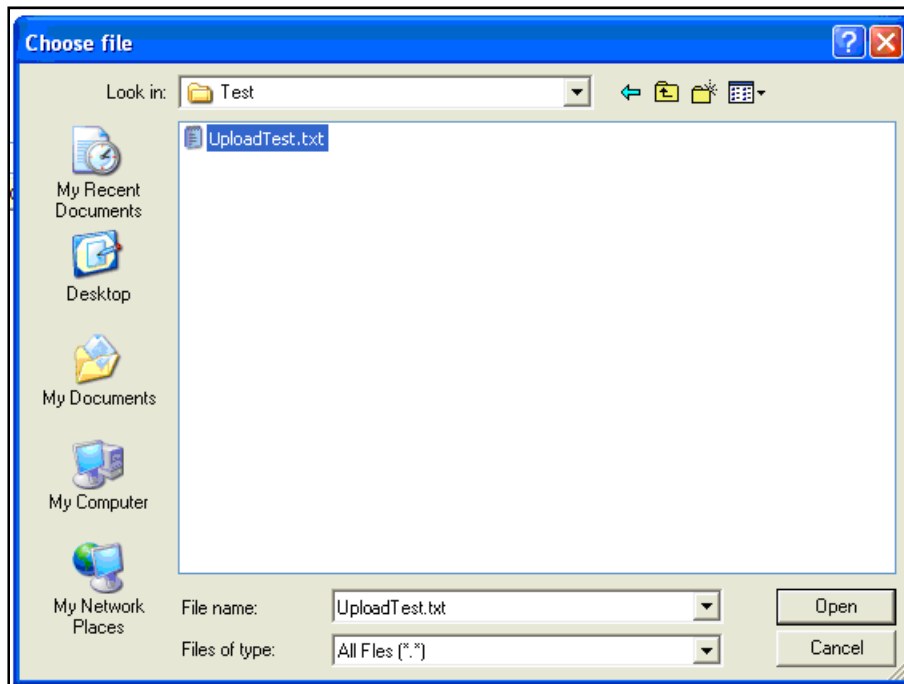 Choose file
Look in:
Test
UploadTest.txt
My Recent
Documents
Desktop
My Documents
My Computer
My Network
Places
File name:
UploadTest.txt
Open
Files of type:
All Fles (*.*)
Cancel